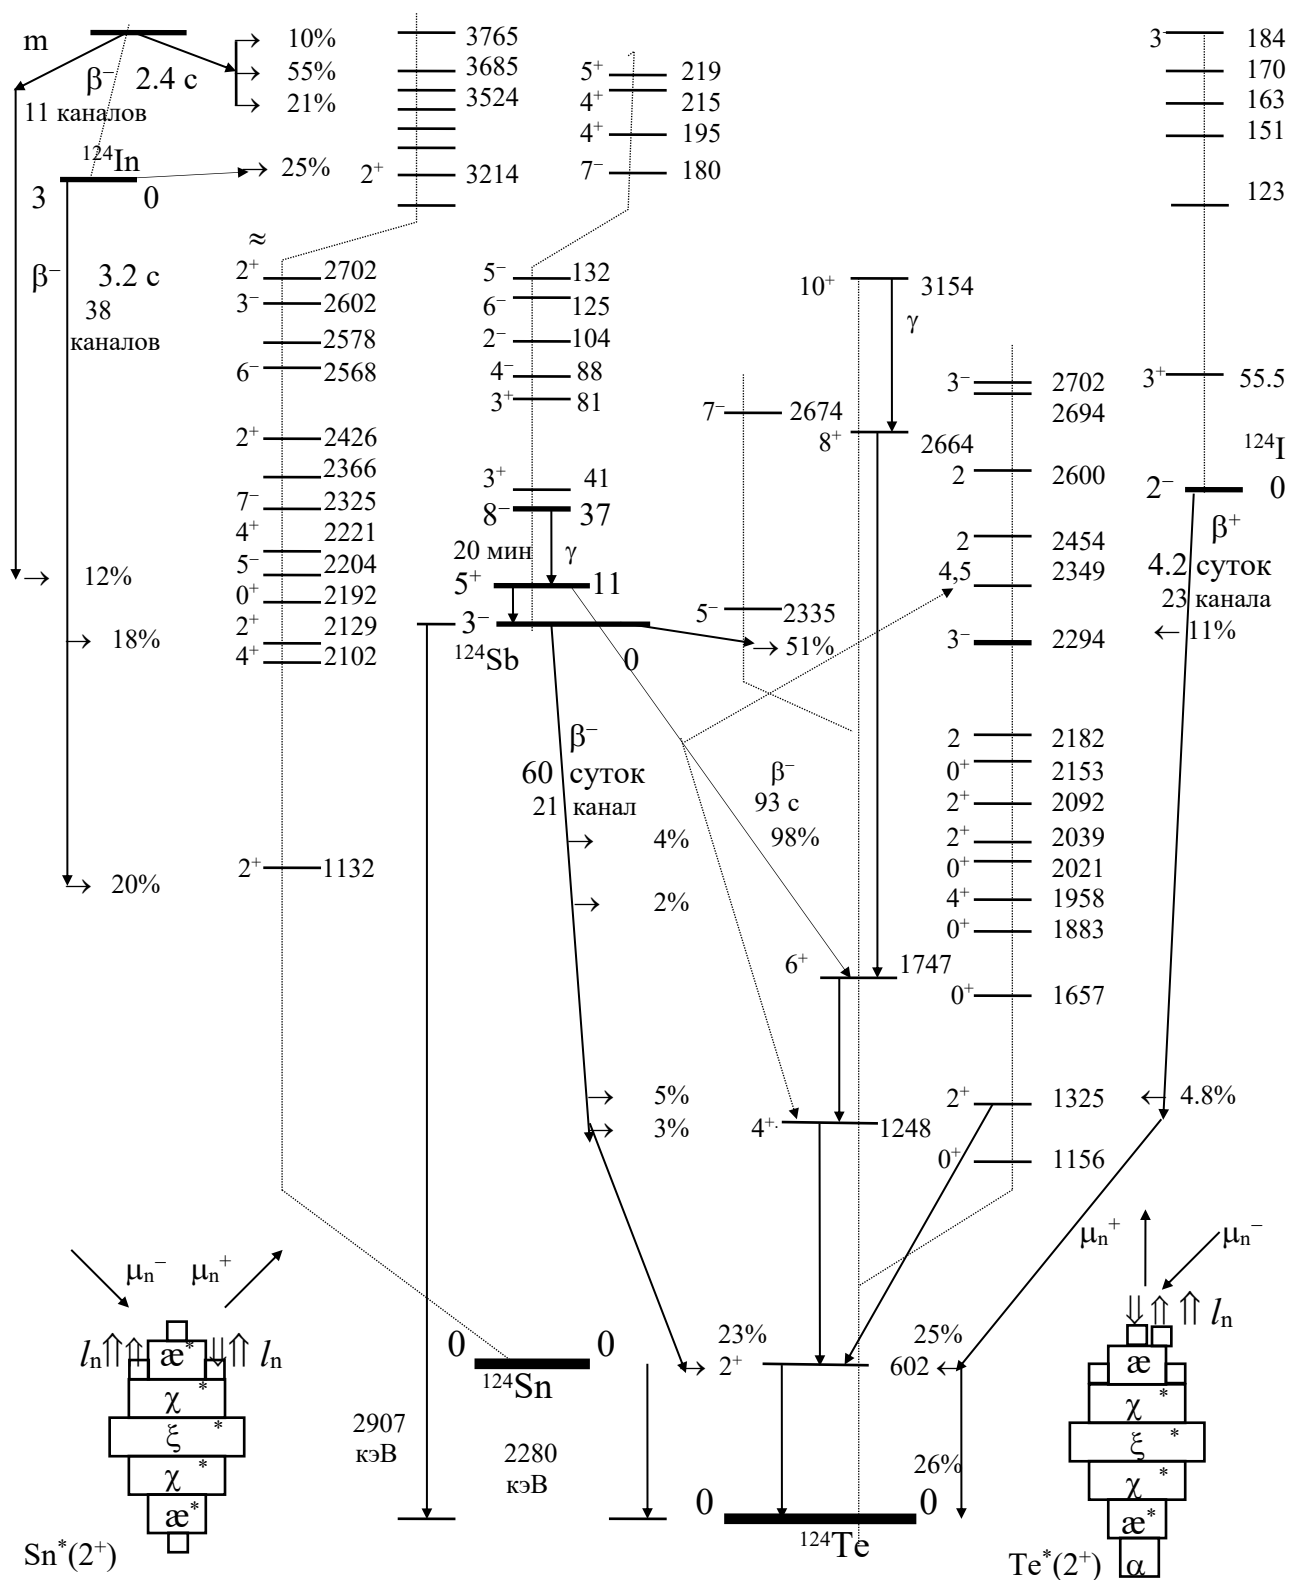 m
10%
55%
21%
β⁻ 2.4 с
11 каналов
¹²⁴In
25%
3 0
β⁻ 3.2 с
38
каналов
12%
18%
20%
3765
3685
3524
2⁺ 3214
≈
2⁺ 2702
3⁻ 2602
2578
6⁻ 2568
2⁺ 2426
2366
7⁻ 2325
4⁺ 2221
5⁻ 2204
0⁺ 2192
2⁺ 2129
4⁺ 2102
2⁺ 1132
0 0
¹²⁴Sn
5⁺ 219
4⁺ 215
4⁺ 195
7⁻ 180
5⁻ 132
6⁻ 125
2⁻ 104
4⁻ 88
3⁺ 81
3⁺ 41
8⁻ 37
20 мин γ
5⁺ 11
3⁻
¹²⁴Sb 0
51%
β⁻
60 суток
21 канал
4%
2%
5%
3%
23%
β⁻
93 с
98%
2907
кэВ
2280
кэВ
7⁻ 2674
5⁻ 2335
10⁺ 3154
γ
8⁺ 2664
6⁺ 1747
4⁺ 1248
2⁺ 602
0 0
¹²⁴Te
3⁻ 2702
2694
2 2600
2 2454
4,5 2349
3⁻ 2294
2 2182
0⁺ 2153
2⁺ 2092
2⁺ 2039
0⁺ 2021
4⁺ 1958
0⁺ 1883
0⁺ 1657
2⁺ 1325
0⁺ 1156
3⁻ 184
170
163
151
123
3⁺ 55.5
¹²⁴I
2⁻ 0
β⁺
4.2 суток
23 канала
11%
4.8%
25%
26%
μₙ⁻ μₙ⁺
lₙ ⇑⇑ ⇓⇑ lₙ
æ*
χ *
ξ *
χ *
æ*
Sn*(2⁺)
μₙ⁺ μₙ⁻
⇓ ⇑ ⇑ lₙ
æ
χ *
ξ *
χ *
æ*
α
Te*(2⁺)